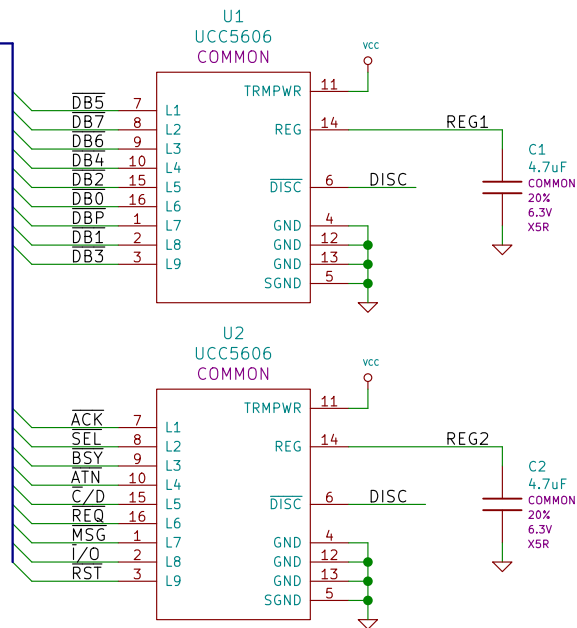 U1
UCC5606
COMMON
VCC
TRMPWR 11
DB5 7 L1
DB7 8 L2
REG 14 REG1
DB6 9 L3
DB4 10 L4
DB2 15 L5
DISC 6 DISC
DB0 16 L6
DBP 1 L7
GND 4
DB1 2 L8
GND 12
DB3 3 L9
GND 13
SGND 5
C1
4.7uF
COMMON
20%
6.3V
X5R
U2
UCC5606
COMMON
VCC
TRMPWR 11
ACK 7 L1
SEL 8 L2
REG 14 REG2
BSY 9 L3
ATN 10 L4
C/D 15 L5
DISC 6 DISC
REQ 16 L6
MSG 1 L7
GND 4
I/O 2 L8
GND 12
RST 3 L9
GND 13
SGND 5
C2
4.7uF
COMMON
20%
6.3V
X5R